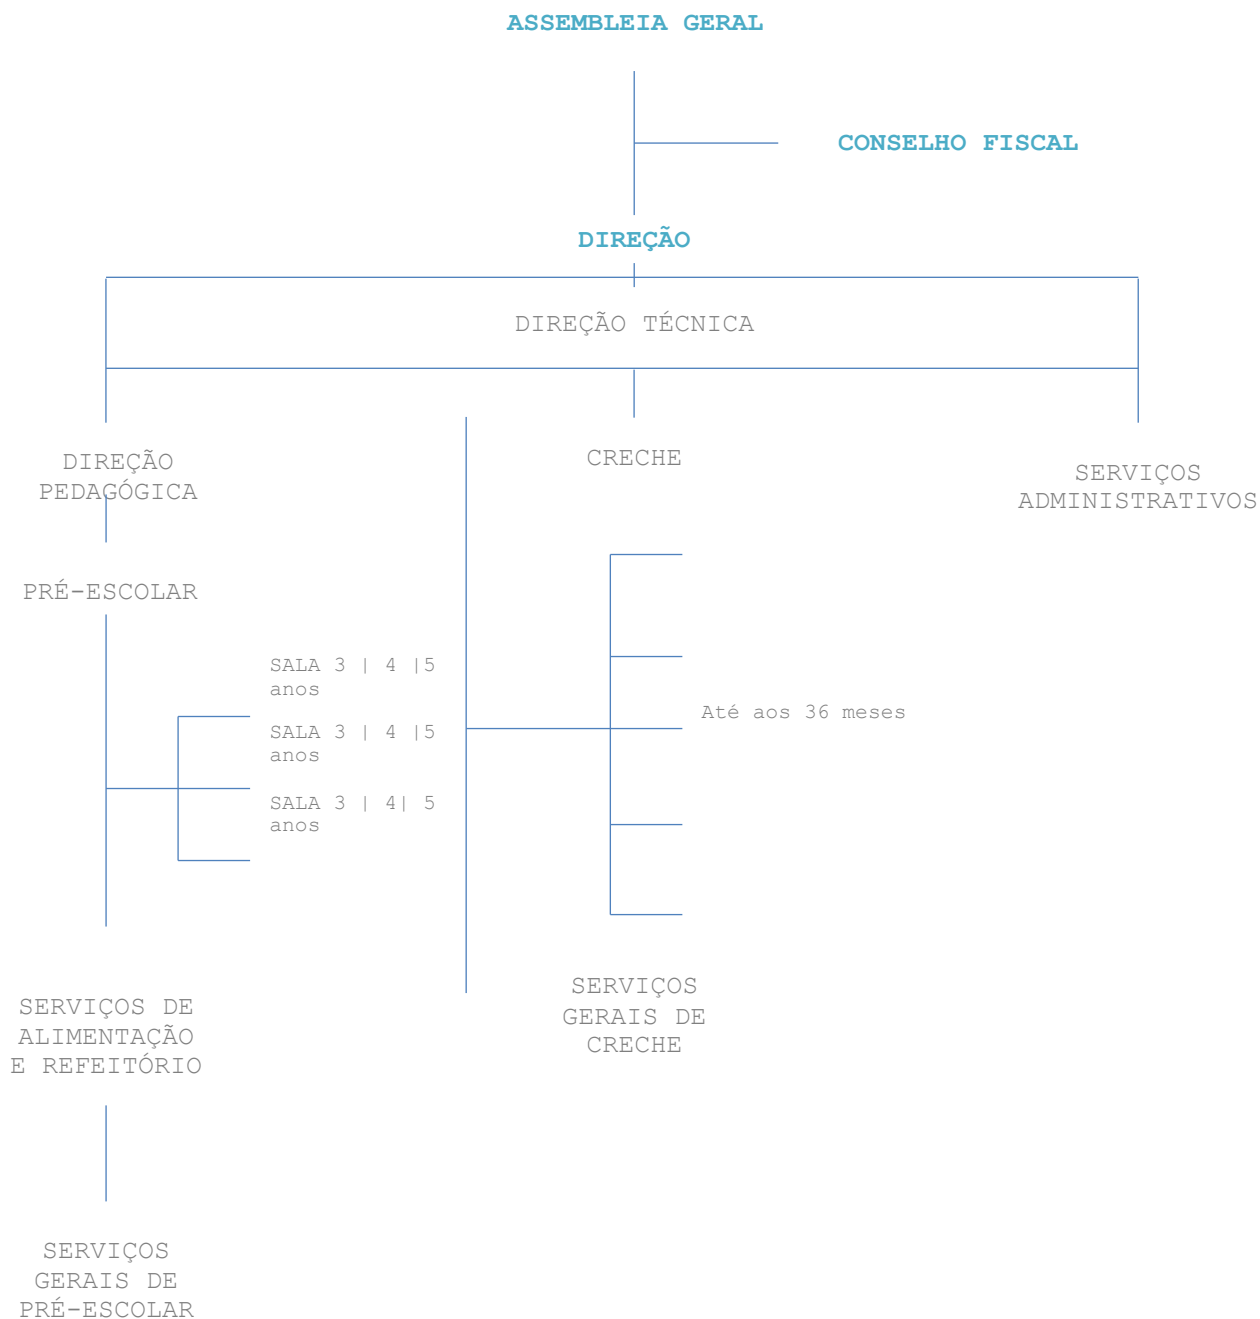 ASSEMBLEIA GERAL
CONSELHO FISCAL
DIREÇÃO
DIREÇÃO TÉCNICA
DIREÇÃO
PEDAGÓGICA
CRECHE
SERVIÇOS
ADMINISTRATIVOS
PRÉ-ESCOLAR
SALA 3 | 4 |5
anos
SALA 3 | 4 |5
anos
SALA 3 | 4| 5
anos
Até aos 36 meses
SERVIÇOS DE
ALIMENTAÇÃO
E REFEITÓRIO
SERVIÇOS
GERAIS DE
CRECHE
SERVIÇOS
GERAIS DE
PRÉ-ESCOLAR